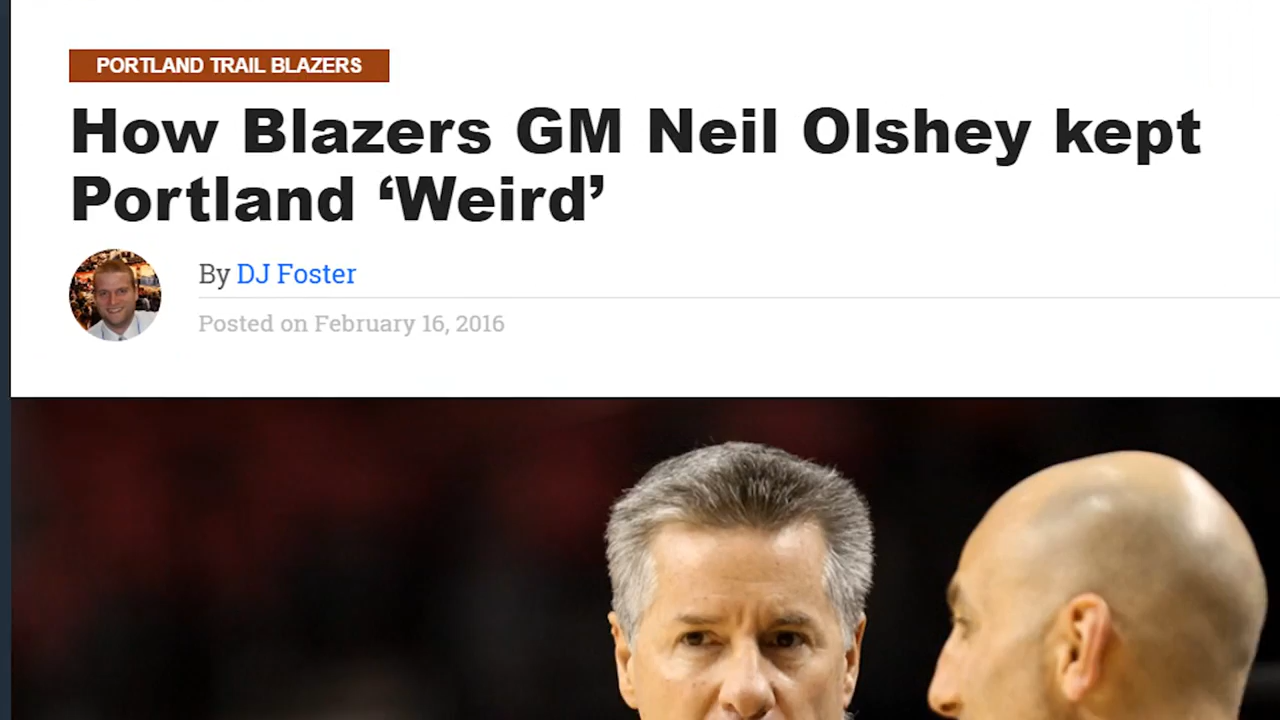 PORTLAND TRAIL BLAZERS
How Blazers GM Neil Olshey kept
Portland ‘Weird’
By DJ Foster
Posted on February 16, 2016